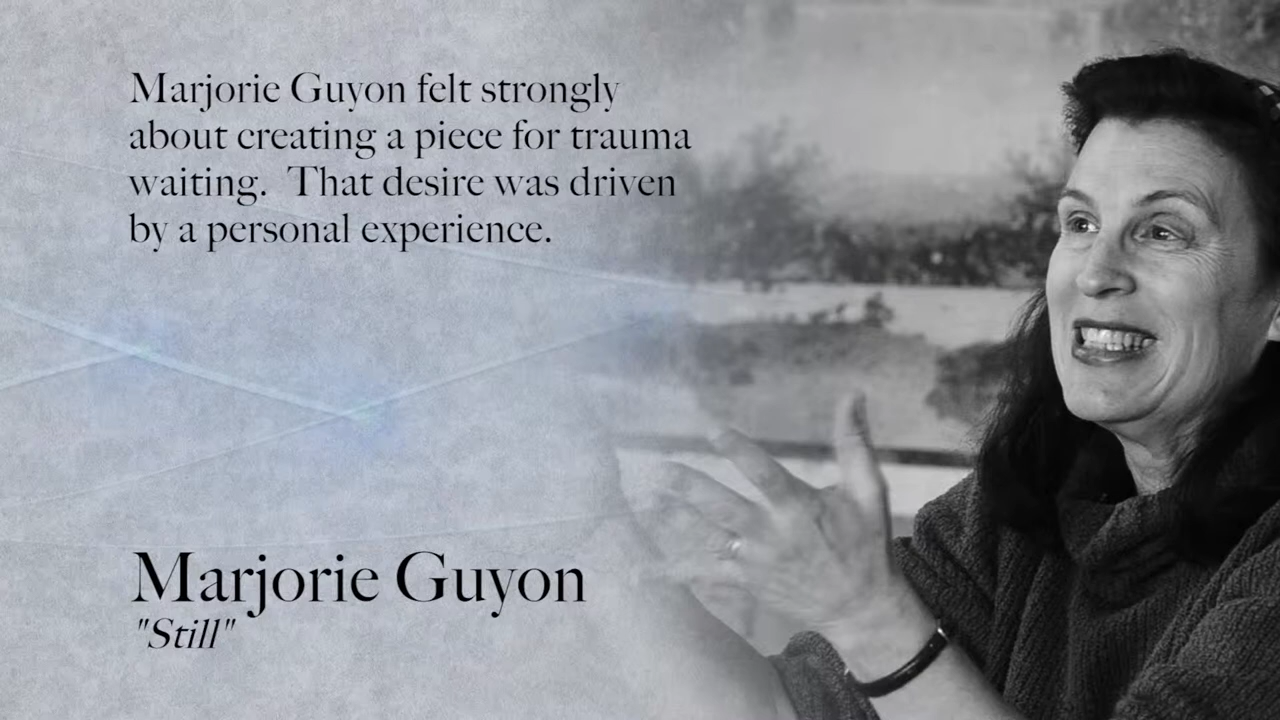 Marjorie Guyon felt strongly
about creating a piece for trauma
waiting.  That desire was driven
by a personal experience.
Marjorie Guyon
"Still"